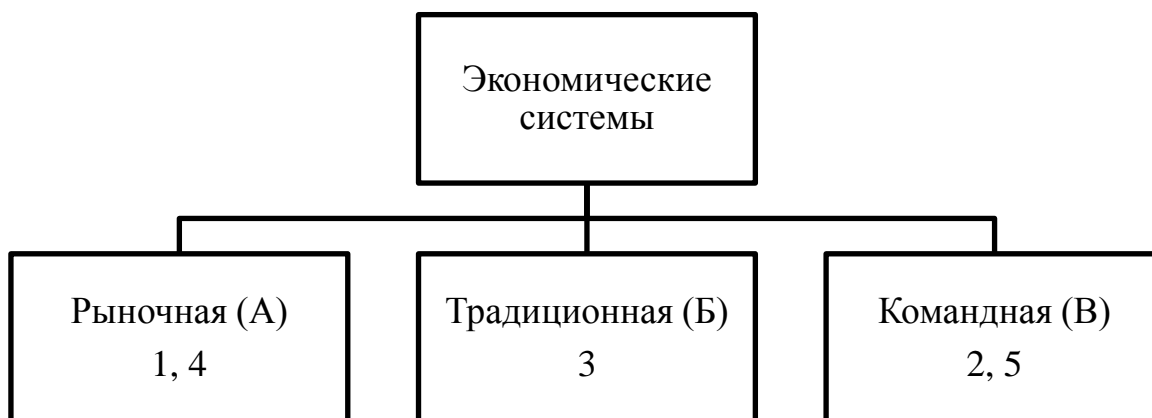 Экономические
системы
Рыночная (А)
1, 4
Традиционная (Б)
3
Командная (В)
2, 5